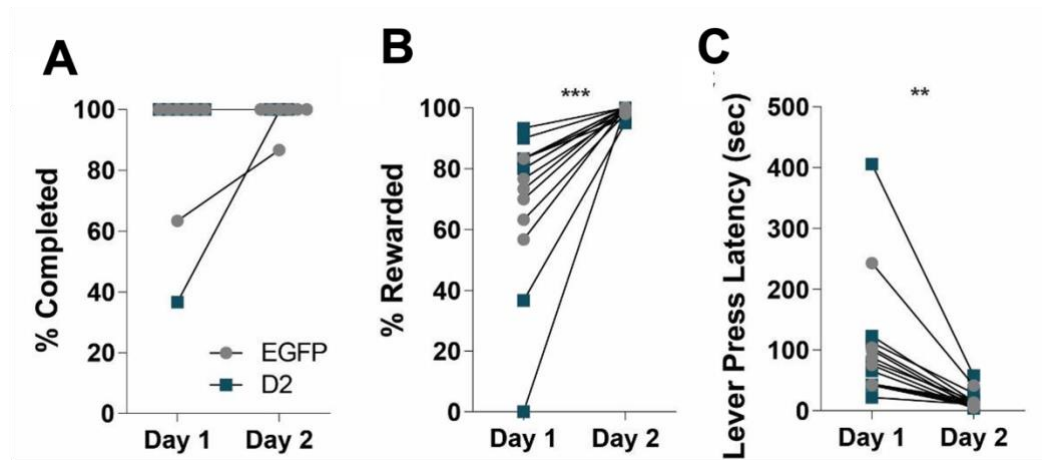 A
% Completed
100
80
60
40
20
0
EGFP
D2
Day 1 Day 2
B
***
% Rewarded
100
80
60
40
20
0
Day 1 Day 2
C
**
Lever Press Latency (sec)
500
400
300
200
100
0
Day 1 Day 2